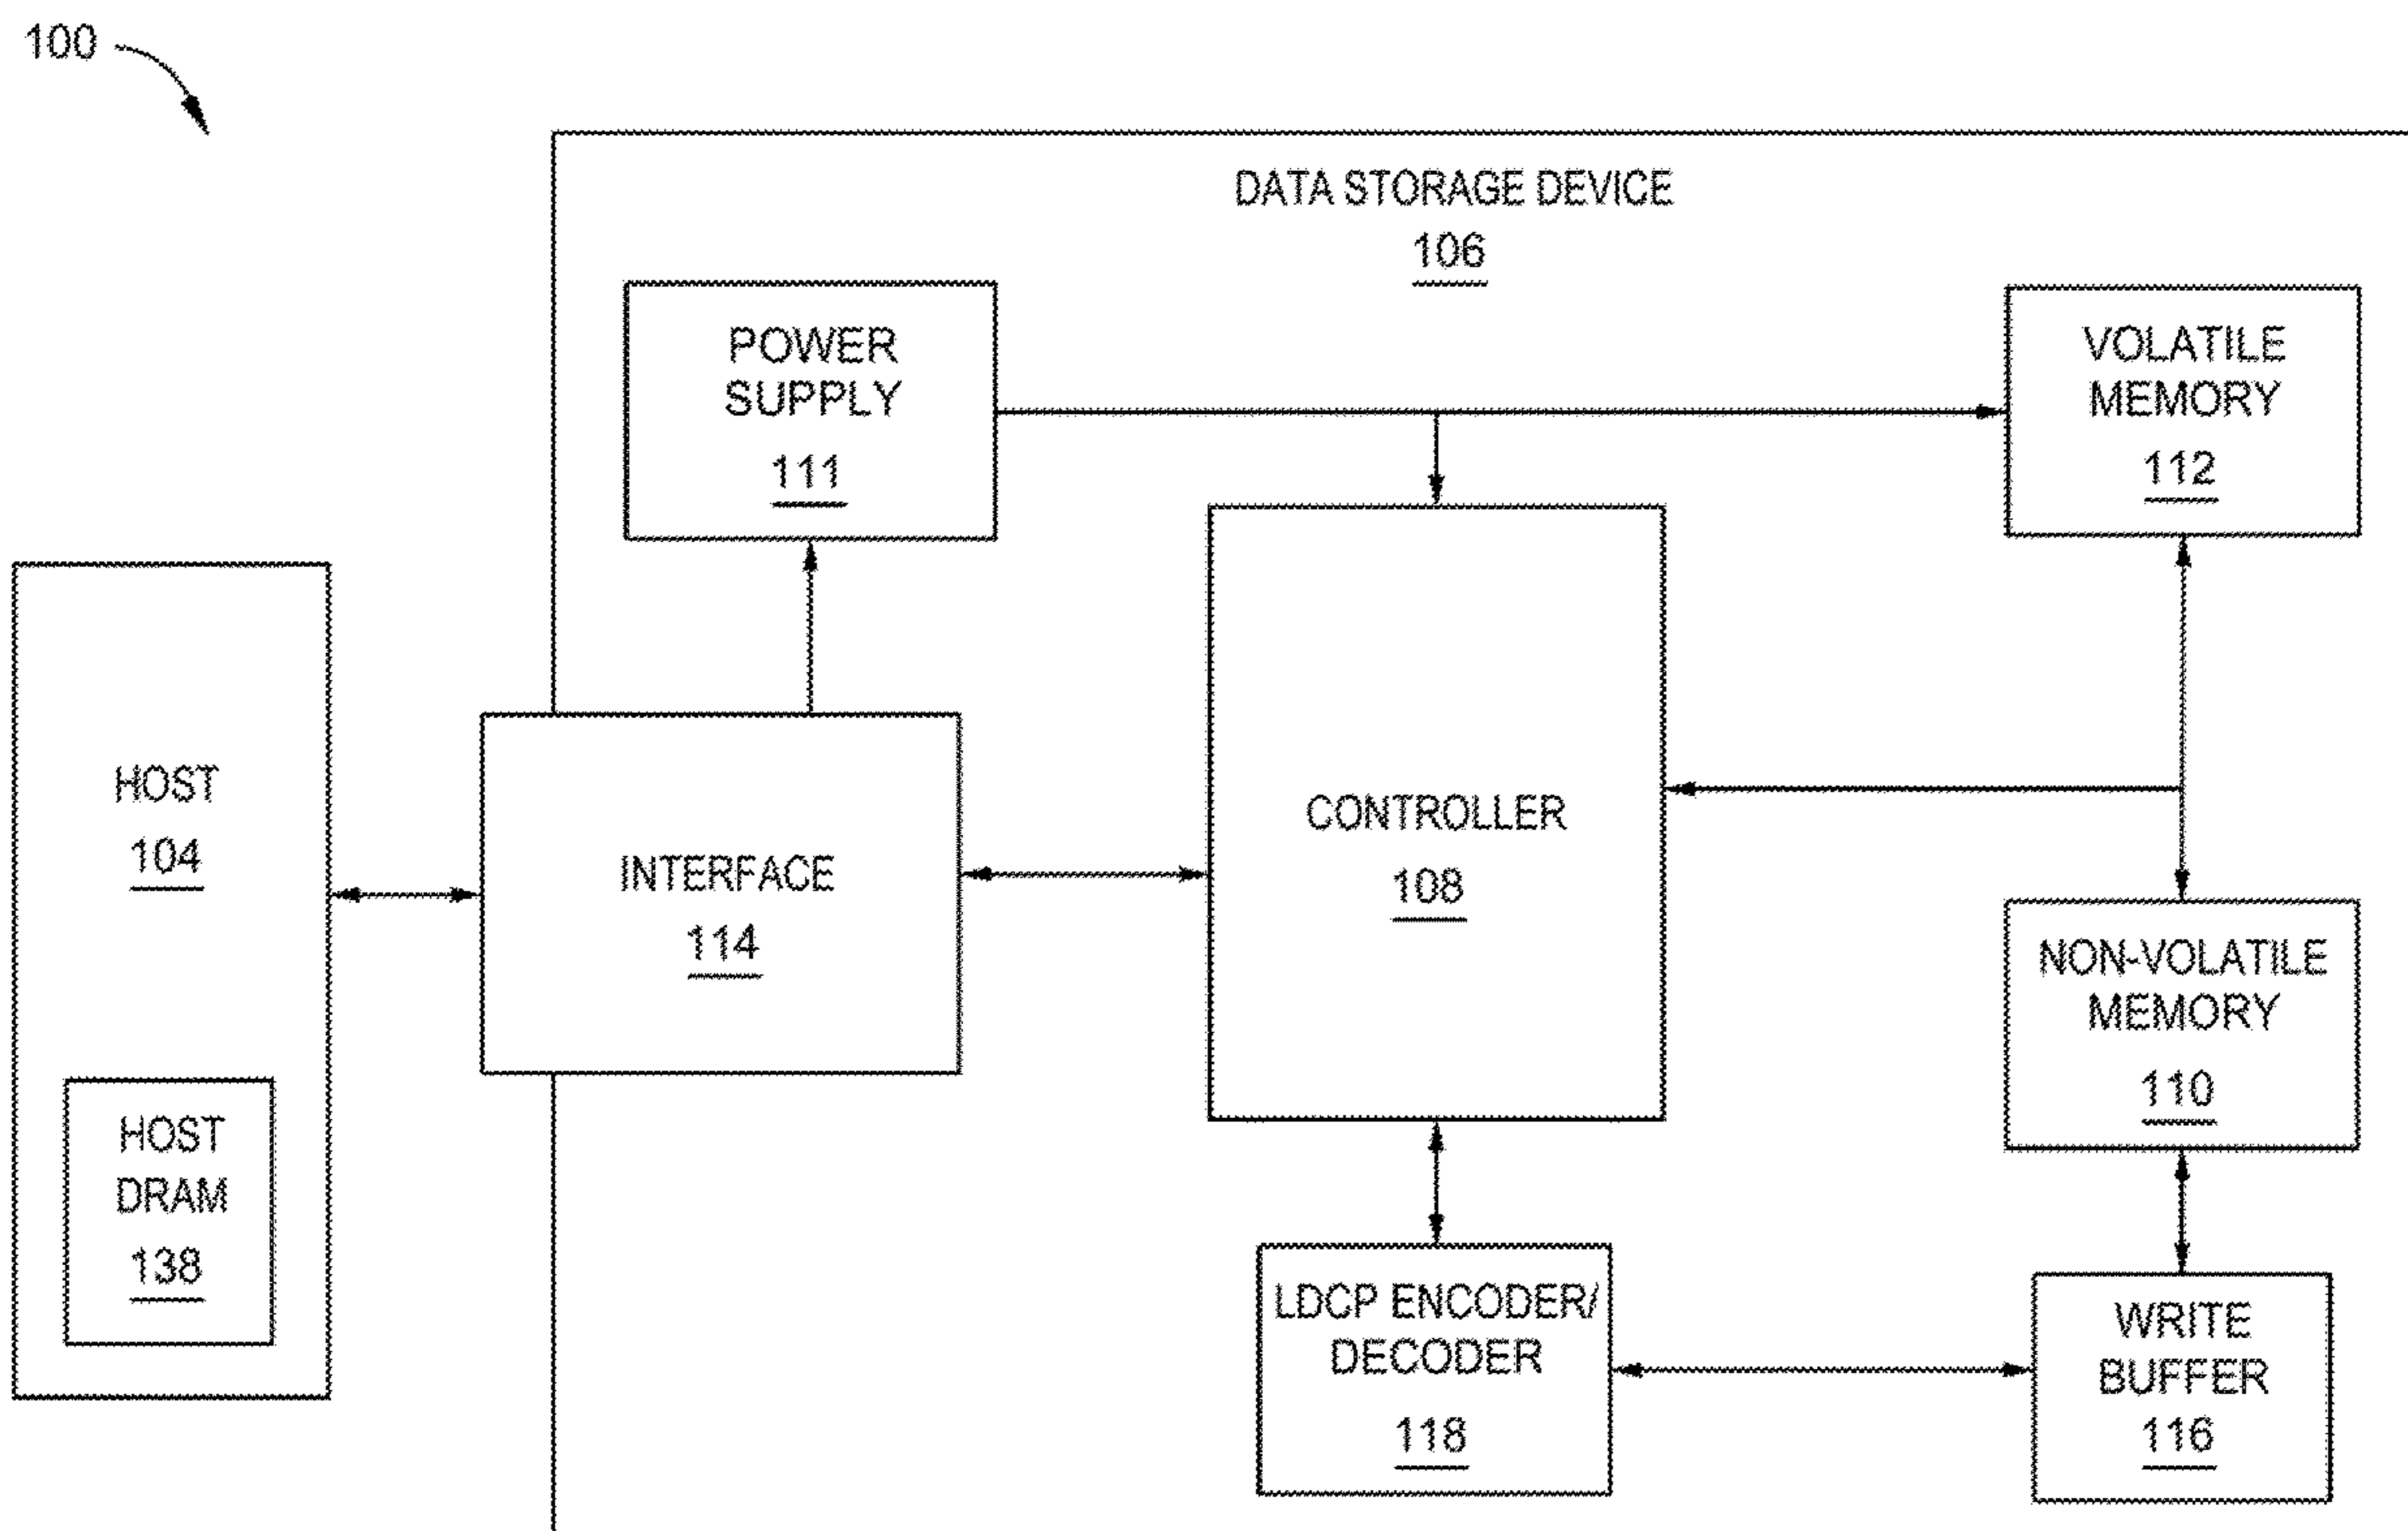 100
DATA STORAGE DEVICE
106
POWER
SUPPLY
111
VOLATILE
MEMORY
112
HOST
104
INTERFACE
114
CONTROLLER
108
NON-VOLATILE
MEMORY
110
HOST
DRAM
138
LDCP ENCODER/
DECODER
118
WRITE
BUFFER
116